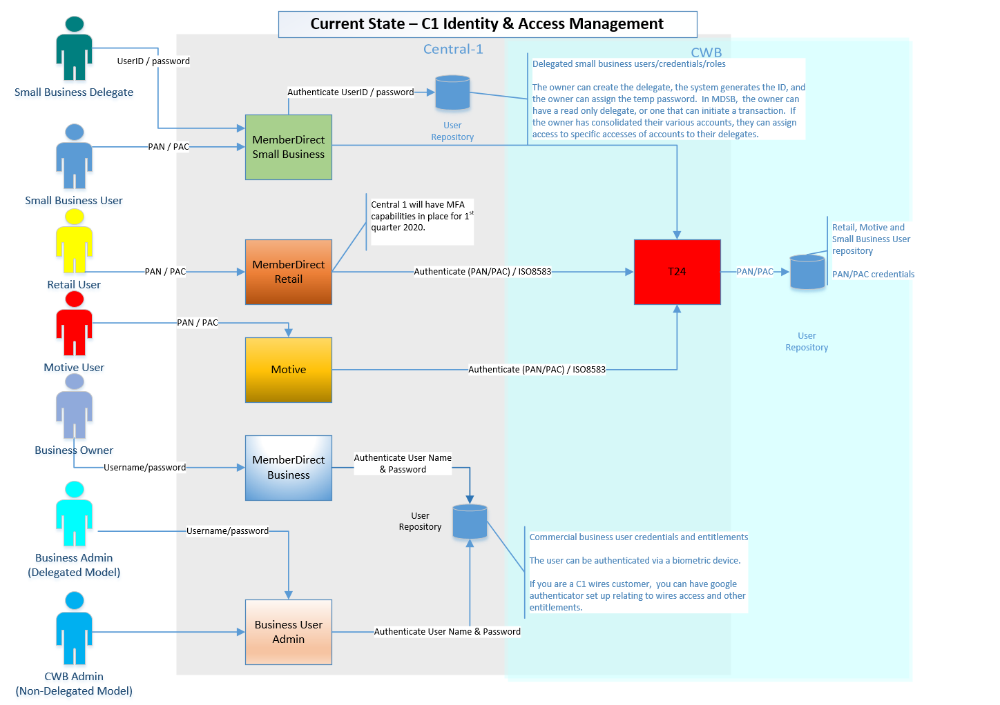 Current State – C1 Identity & Access Management
Central-1
CWB
UserID / password
Small Business Delegate
Authenticate UserID / password
User
Repository
Delegated small business users/credentials/roles
The owner can create the delegate, the system generates the ID, and
the owner can assign the temp password.  In MDSB,  the owner can
have a read only delegate, or one that can initiate a transaction.  If
the owner has consolidated their various accounts, they can assign
access to specific accesses of accounts to their delegates.
PAN / PAC
MemberDirect
Small Business
Small Business User
Central 1 will have MFA
capabilities in place for 1st
quarter 2020.
PAN / PAC
MemberDirect
Retail
Authenticate (PAN/PAC) / ISO8583
T24
PAN/PAC
Retail, Motive and
Small Business User
repository
PAN/PAC credentials
User
Repository
Retail User
PAN / PAC
Motive
Authenticate (PAN/PAC) / ISO8583
Motive User
Business Owner
Username/password
MemberDirect
Business
Authenticate User Name
& Password
User
Repository
Username/password
Business Admin
(Delegated Model)
Commercial business user credentials and entitlements
The user can be authenticated via a biometric device.
If you are a C1 wires customer,  you can have google
authenticator set up relating to wires access and other
entitlements.
Business User
Admin
Authenticate User Name & Password
CWB Admin
(Non-Delegated Model)